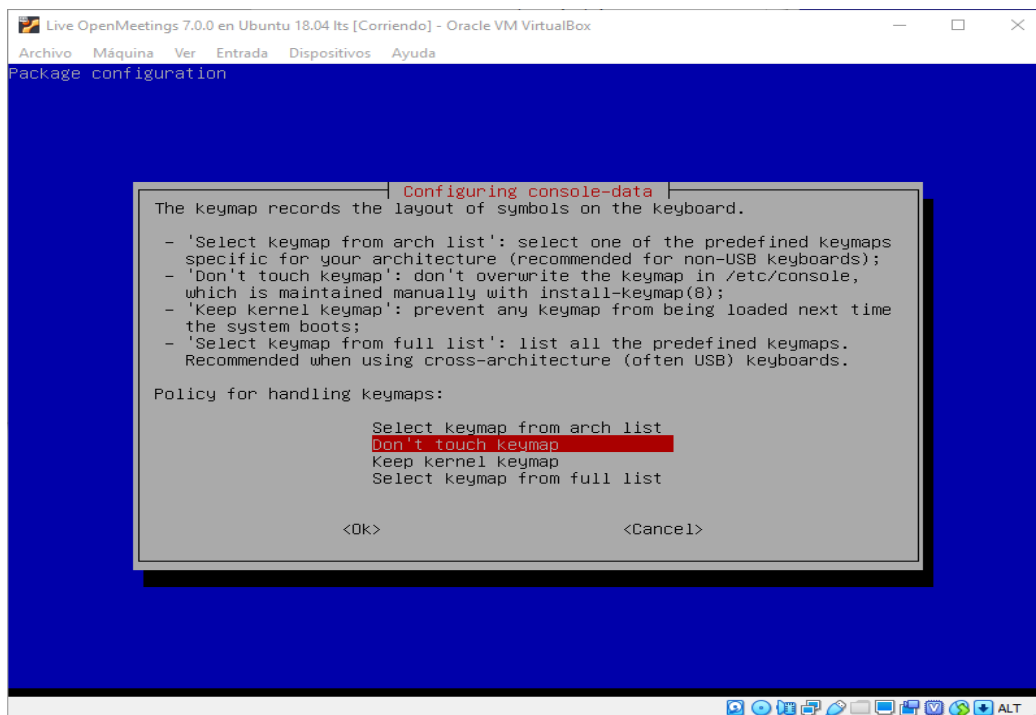 Live OpenMeetings 7.0.0 en Ubuntu 18.04 lts [Corriendo] - Oracle VM VirtualBox
Archivo Máquina Ver Entrada Dispositivos Ayuda
Package configuration
Configuring console-data
The keymap records the layout of symbols on the keyboard.
- 'Select keymap from arch list': select one of the predefined keymaps
specific for your architecture (recommended for non-USB keyboards);
- 'Don't touch keymap': don't overwrite the keymap in /etc/console,
which is maintained manually with install-keymap(8);
- 'Keep kernel keymap': prevent any keymap from being loaded next time
the system boots;
- 'Select keymap from full list': list all the predefined keymaps.
Recommended when using cross-architecture (often USB) keyboards.
Policy for handling keymaps:
Select keymap from arch list
Don't touch keymap
Keep kernel keymap
Select keymap from full list
<Ok> <Cancel>
ALT